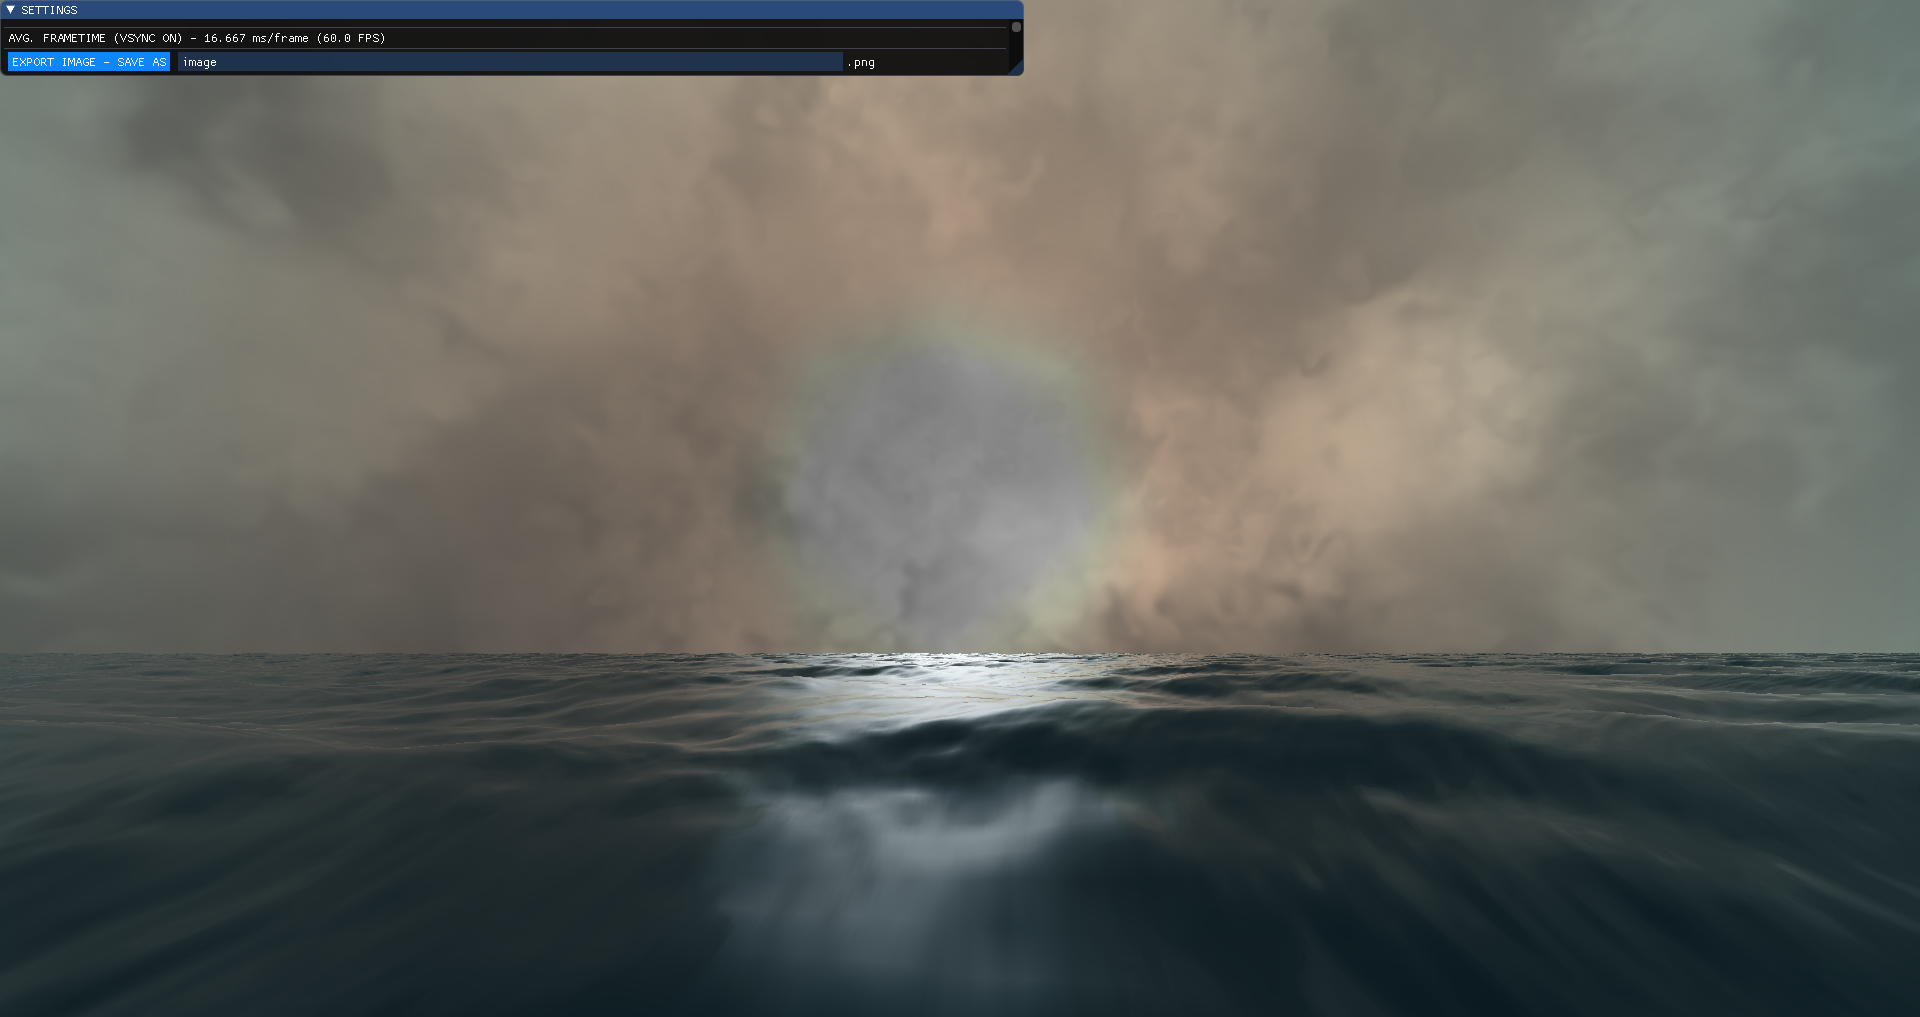 SETTINGS
AVG. FRAMETIME (VSYNC ON) - 16.667 ms/frame (60.0 FPS)
EXPORT IMAGE - SAVE AS image .png